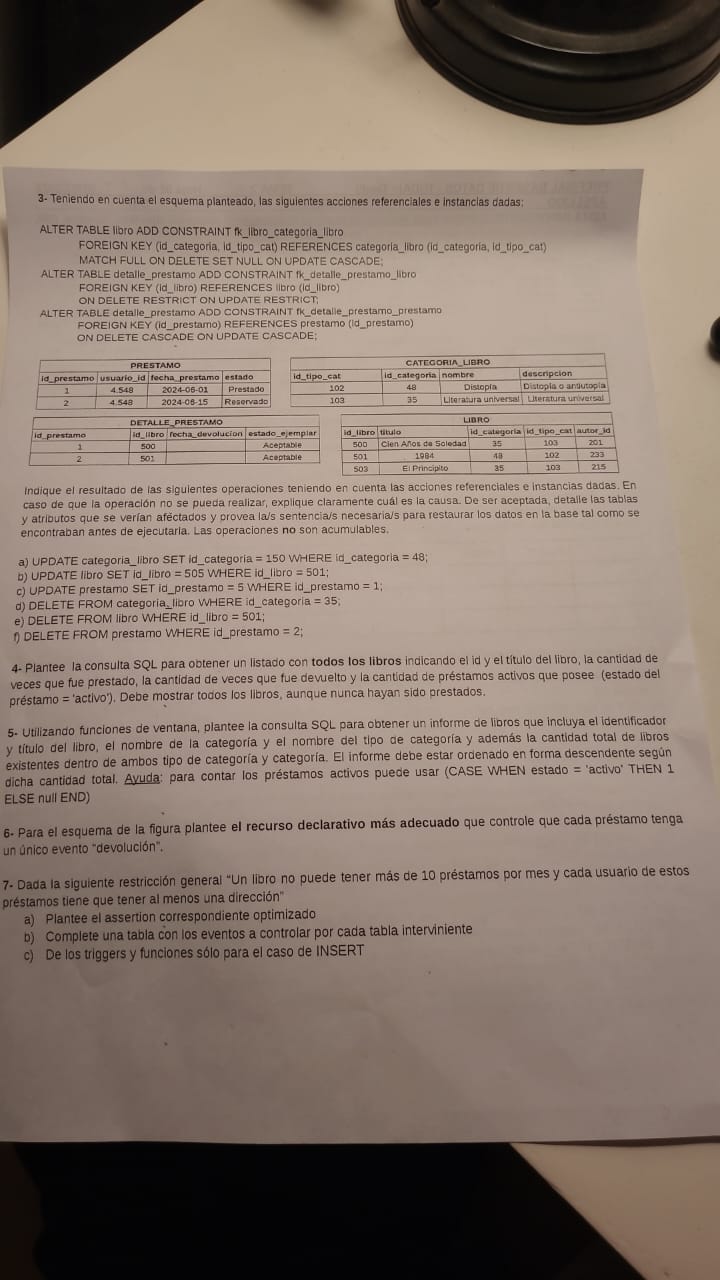 3- Teniendo en cuenta el esquema planteado, las siguientes acciones referenciales e instancias dadas:
ALTER TABLE libro ADD CONSTRAINT fk_libro_categoria_libro
FOREIGN KEY (id_categoria, id_tipo_cat) REFERENCES categoria_libro (id_categoria, id_tipo_cat)
MATCH FULL ON DELETE SET NULL ON UPDATE CASCADE;
ALTER TABLE detalle_prestamo ADD CONSTRAINT fk_detalle_prestamo_libro
FOREIGN KEY (id_libro) REFERENCES libro (id_libro)
ON DELETE RESTRICT ON UPDATE RESTRICT;
ALTER TABLE detalle_prestamo ADD CONSTRAINT fk_detalle_prestamo_prestamo
FOREIGN KEY (id_prestamo) REFERENCES prestamo (id_prestamo)
ON DELETE CASCADE ON UPDATE CASCADE;
PRESTAMO
id_prestamo usuario_id fecha_prestamo estado
1 4.548 2024-06-01 Prestado
2 4.548 2024-06-15 Reservado
CATEGORIA_LIBRO
id_tipo_cat id_categoria nombre descripcion
102 48 Distopía Distopía o antiutopía
103 35 Literatura universal Literatura universal
DETALLE_PRESTAMO
id_prestamo id_libro fecha_devolucion estado_ejemplar
1 500 Aceptable
2 501 Aceptable
LIBRO
id_libro titulo id_categoria id_tipo_cat autor_id
500 Cien Años de Soledad 35 103 201
501 1984 48 102 233
503 El Principito 35 103 215
Indique el resultado de las siguientes operaciones teniendo en cuenta las acciones referenciales e instancias dadas. En
caso de que la operación no se pueda realizar, explique claramente cuál es la causa. De ser aceptada, detalle las tablas
y atributos que se verían afectados y provea la/s sentencia/s necesaria/s para restaurar los datos en la base tal como se
encontraban antes de ejecutarla. Las operaciones no son acumulables.
a) UPDATE categoria_libro SET id_categoria = 150 WHERE id_categoria = 48;
b) UPDATE libro SET id_libro = 505 WHERE id_libro = 501;
c) UPDATE prestamo SET id_prestamo = 5 WHERE id_prestamo = 1;
d) DELETE FROM categoria_libro WHERE id_categoria = 35;
e) DELETE FROM libro WHERE id_libro = 501;
f) DELETE FROM prestamo WHERE id_prestamo = 2;
4- Plantee la consulta SQL para obtener un listado con todos los libros indicando el id y el título del libro, la cantidad de
veces que fue prestado, la cantidad de veces que fue devuelto y la cantidad de préstamos activos que posee (estado del
préstamo = 'activo'). Debe mostrar todos los libros, aunque nunca hayan sido prestados.
5- Utilizando funciones de ventana, plantee la consulta SQL para obtener un informe de libros que incluya el identificador
y título del libro, el nombre de la categoría y el nombre del tipo de categoría y además la cantidad total de libros
existentes dentro de ambos tipo de categoría y categoría. El informe debe estar ordenado en forma descendente según
dicha cantidad total. Ayuda: para contar los préstamos activos puede usar (CASE WHEN estado = 'activo' THEN 1
ELSE null END)
6- Para el esquema de la figura plantee el recurso declarativo más adecuado que controle que cada préstamo tenga
un único evento "devolución".
7- Dada la siguiente restricción general "Un libro no puede tener más de 10 préstamos por mes y cada usuario de estos
préstamos tiene que tener al menos una dirección"
a) Plantee el assertion correspondiente optimizado
b) Complete una tabla con los eventos a controlar por cada tabla interviniente
c) De los triggers y funciones sólo para el caso de INSERT